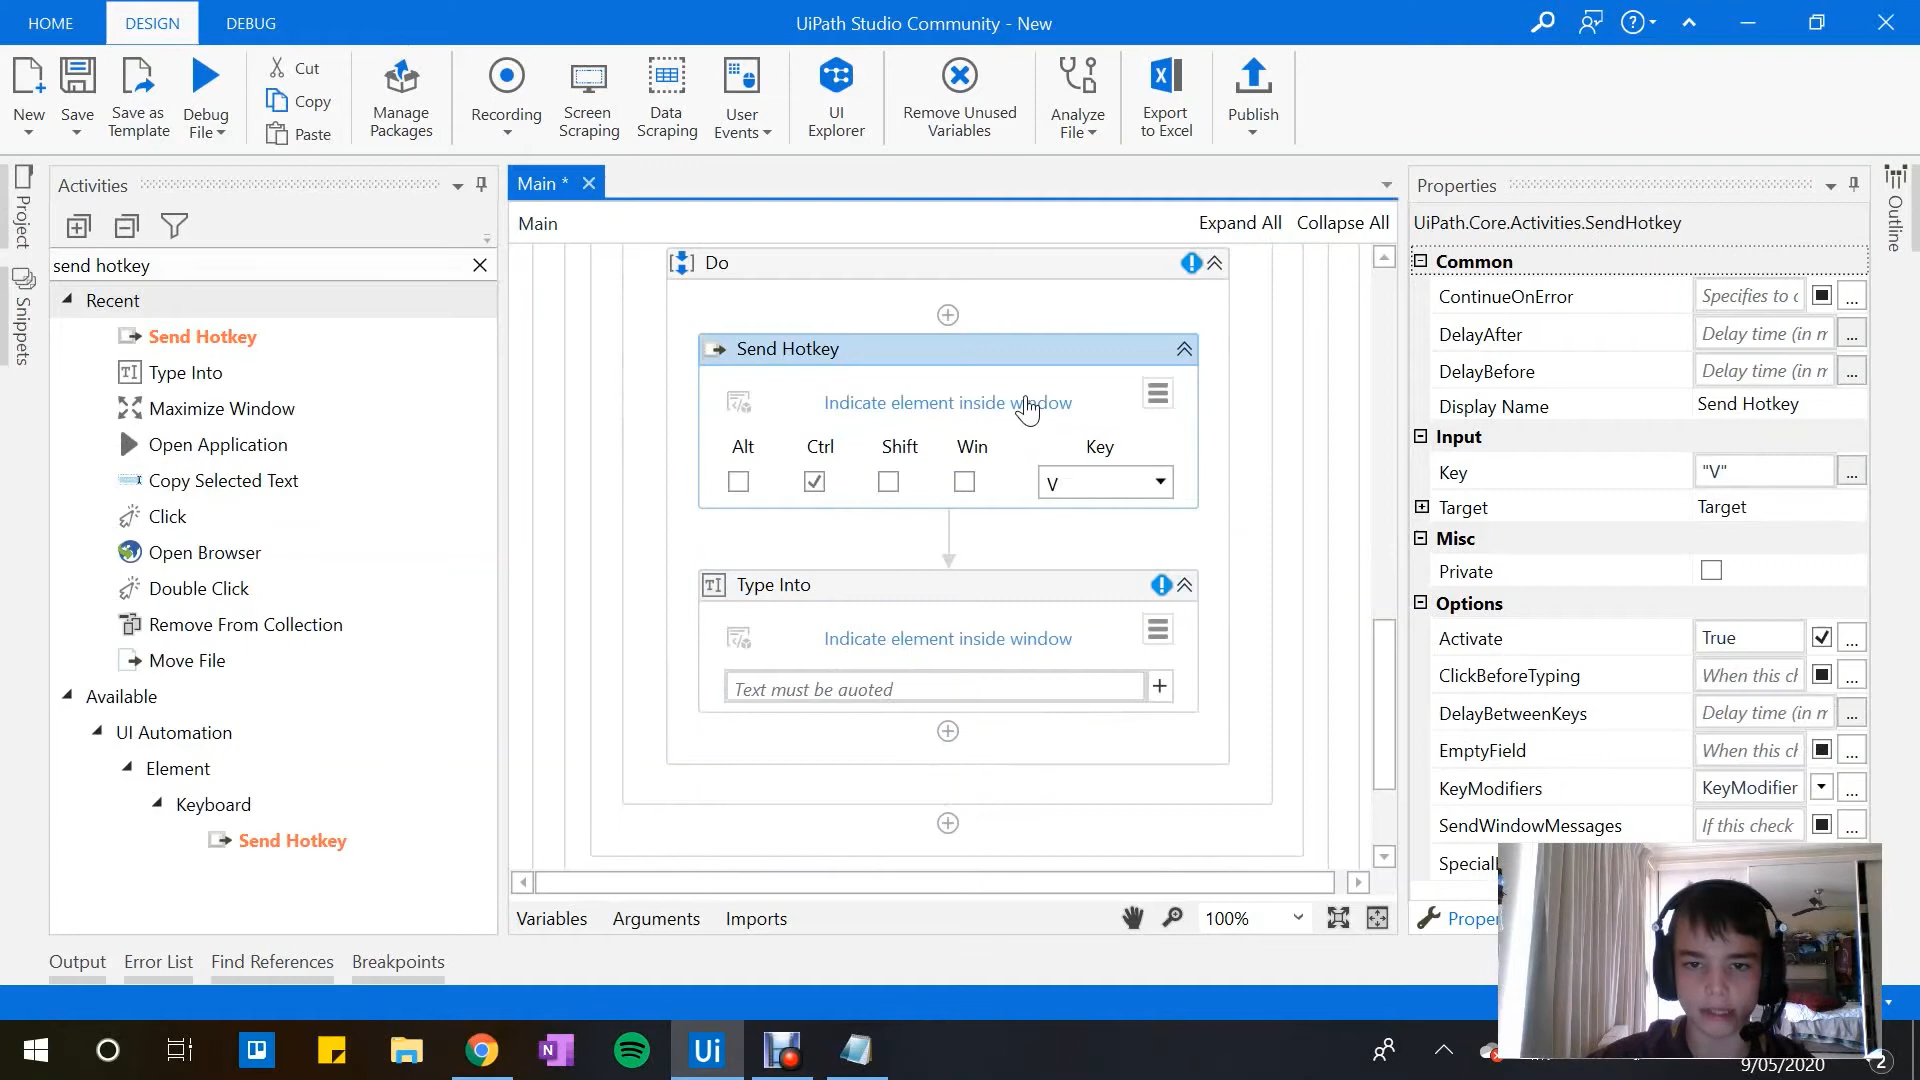 HOME DESIGN DEBUG
UiPath Studio Community - New
New
Save
Save as Template
Debug File
Cut
Copy
Paste
Manage Packages
Recording
Screen Scraping
Data Scraping
User Events
UI Explorer
Remove Unused Variables
Analyze File
Export to Excel
Publish
Project
Snippets
Activities
send hotkey
Recent
Send Hotkey
Type Into
Maximize Window
Open Application
Copy Selected Text
Click
Open Browser
Double Click
Remove From Collection
Move File
Available
UI Automation
Element
Keyboard
Send Hotkey
Main *
Main
Expand All Collapse All
Do
Send Hotkey
Indicate element inside window
Alt Ctrl Shift Win Key
V
Type Into
Indicate element inside window
Text must be quoted
Variables Arguments Imports
100%
Properties
UiPath.Core.Activities.SendHotkey
Common
ContinueOnError Specifies to c ...
DelayAfter Delay time (in m ...
DelayBefore Delay time (in m ...
Display Name Send Hotkey
Input
Key "V" ...
Target Target
Misc
Private
Options
Activate True ...
ClickBeforeTyping When this cl ...
DelayBetweenKeys Delay time (in m ...
EmptyField When this cl ...
KeyModifiers KeyModifier ...
SendWindowMessages If this check ...
Special
Proper
Outline
Output Error List Find References Breakpoints
Ui
N
9/05/2020
2